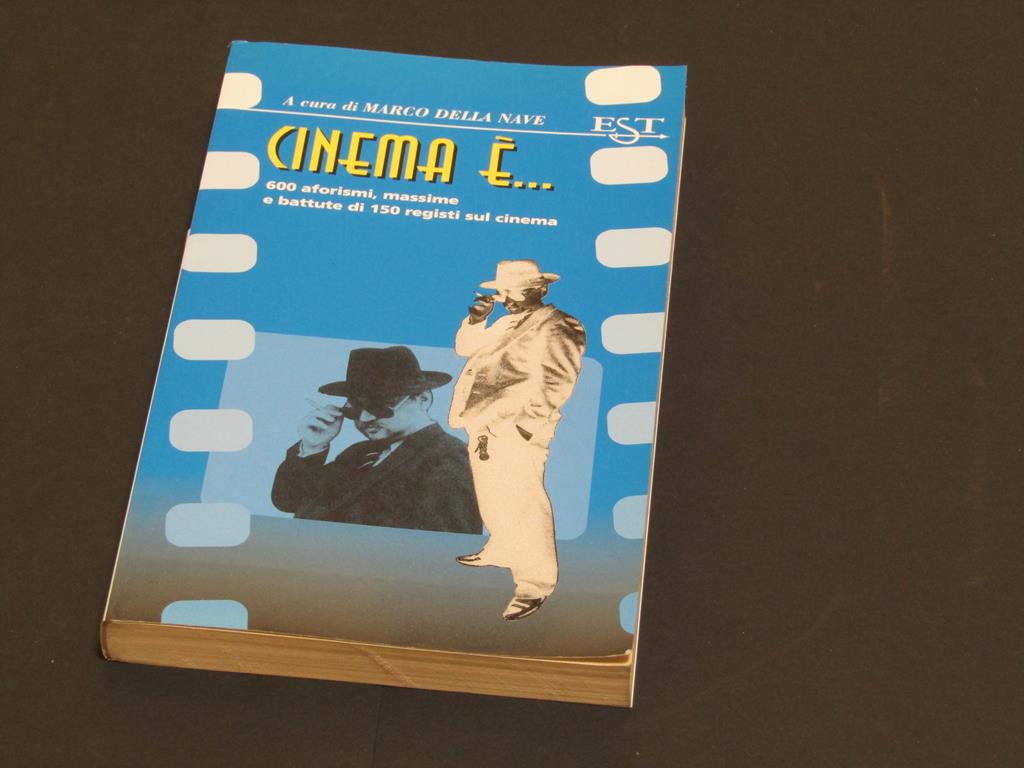 A cura di MARCO DELLA NAVE
EST
CINEMA È...
600 aforismi, massime
e battute di 150 registi sul cinema